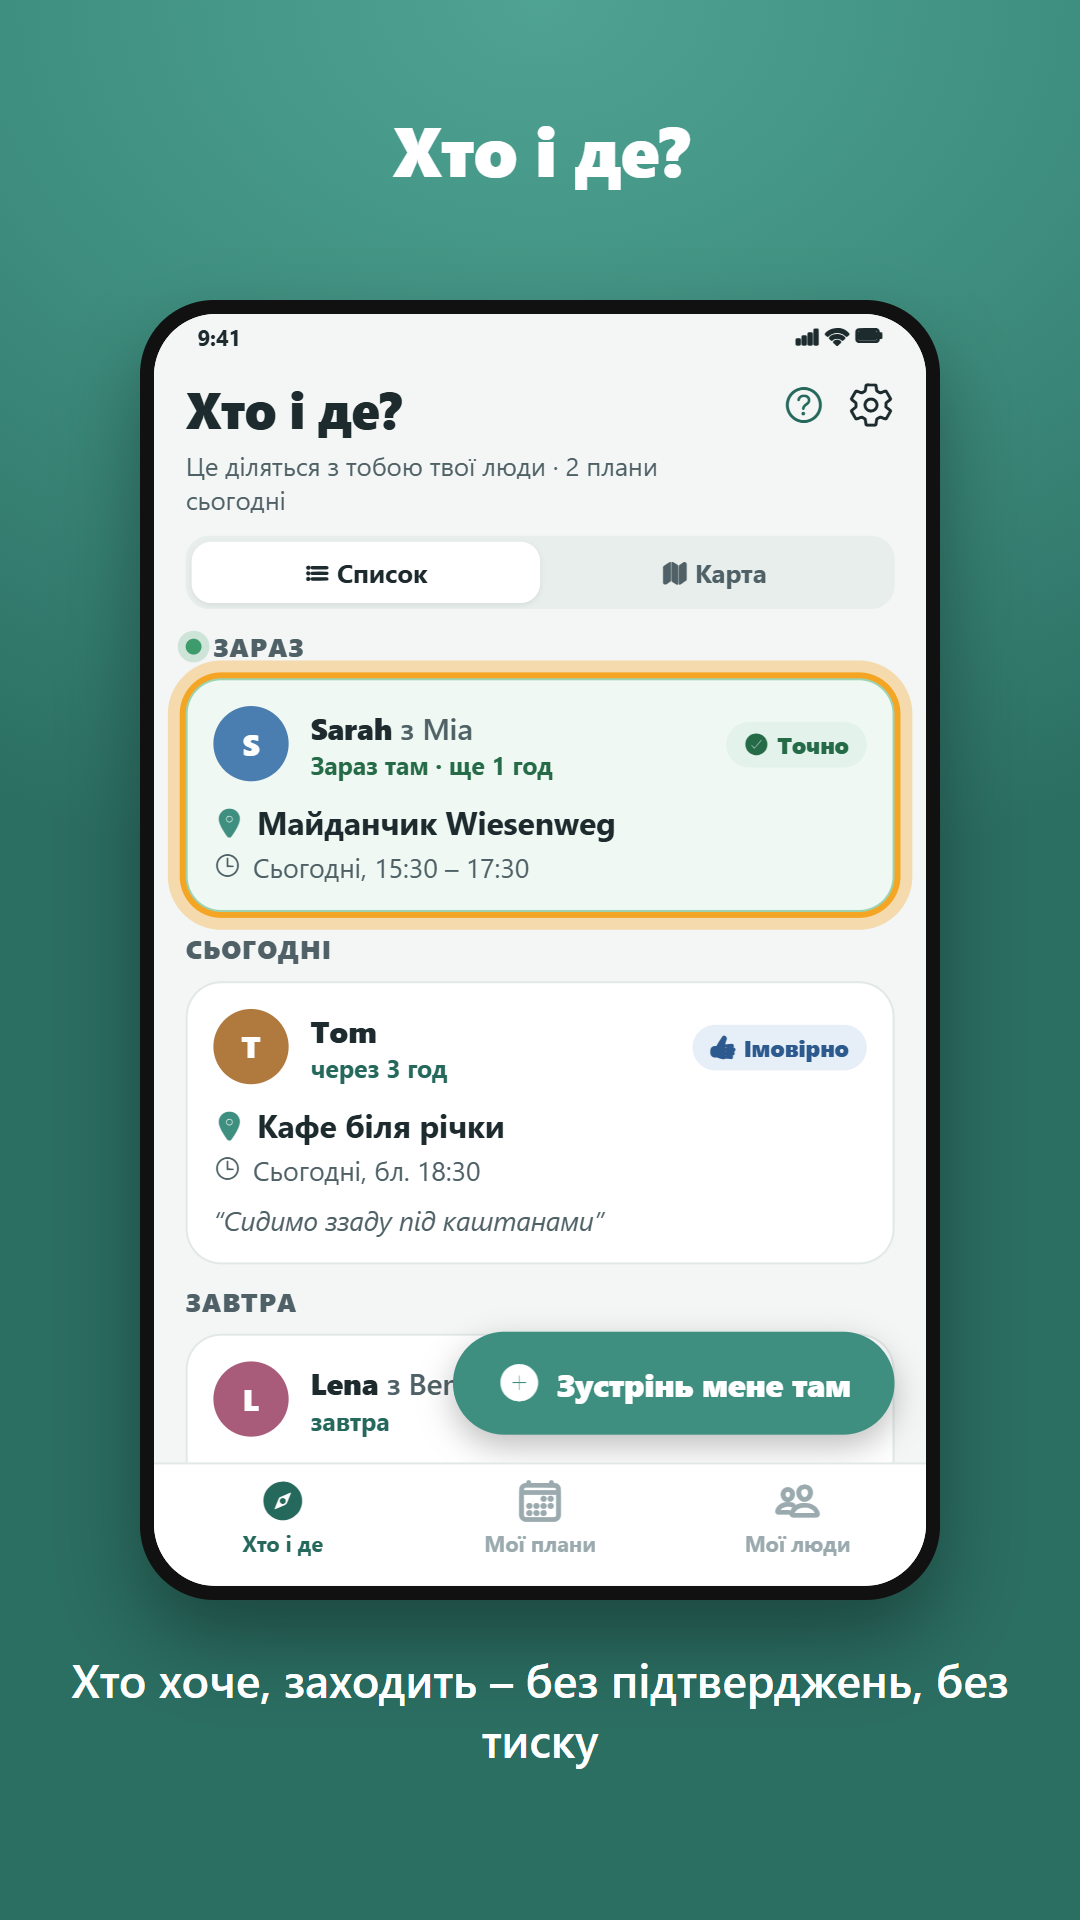 Хто і де?
9:41
Хто і де?
Це діляться з тобою твої люди · 2 плани
сьогодні
Список
Карта
ЗАРАЗ
S
Sarah з Mia
Зараз там · ще 1 год
Точно
Майданчик Wiesenweg
Сьогодні, 15:30 – 17:30
СЬОГОДНІ
T
Tom
через 3 год
Імовірно
Кафе біля річки
Сьогодні, бл. 18:30
“Сидимо ззаду під каштанами”
ЗАВТРА
L
Lena з Ber
завтра
Зустрінь мене там
Хто і де
Мої плани
Мої люди
Хто хоче, заходить – без підтверджень, без
тиску